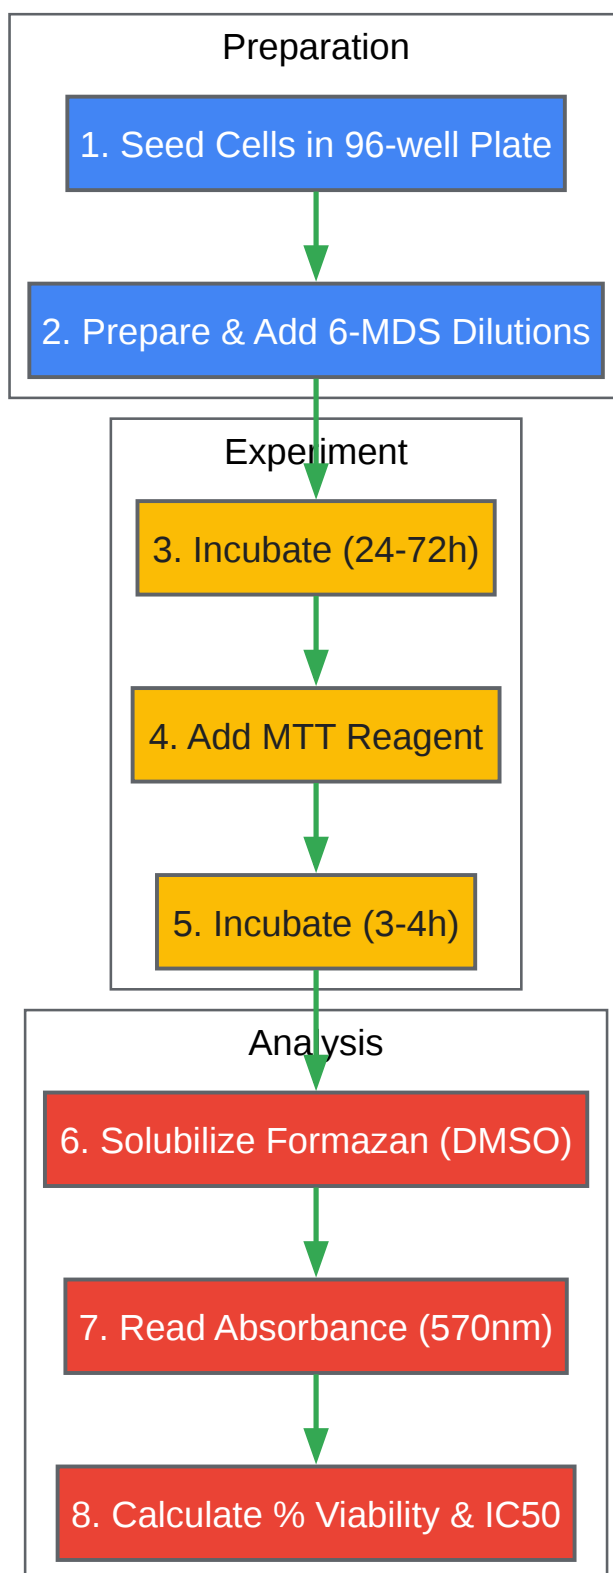 Preparation
1. Seed Cells in 96-well Plate
2. Prepare & Add 6-MDS Dilutions
Experiment
3. Incubate (24-72h)
4. Add MTT Reagent
5. Incubate (3-4h)
Analysis
6. Solubilize Formazan (DMSO)
7. Read Absorbance (570nm)
8. Calculate % Viability & IC50